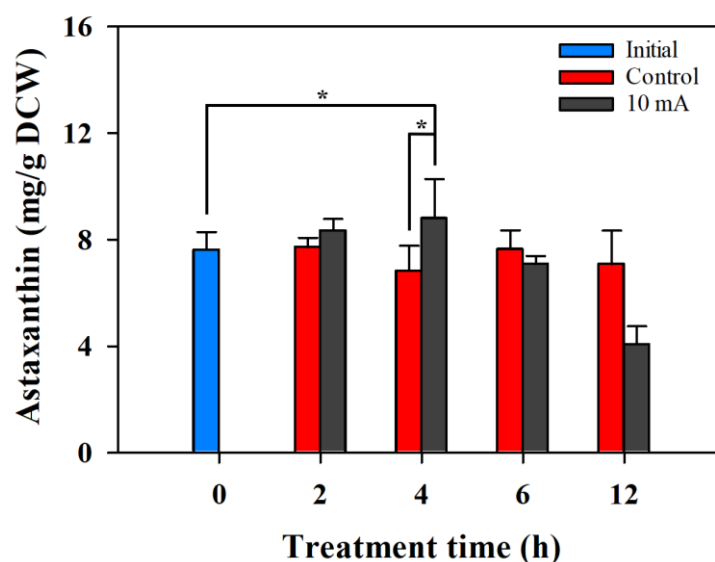 16
12
8
4
0
Astaxanthin (mg/g DCW)
Initial
Control
10 mA
*
*
0 2 4 6 12
Treatment time (h)